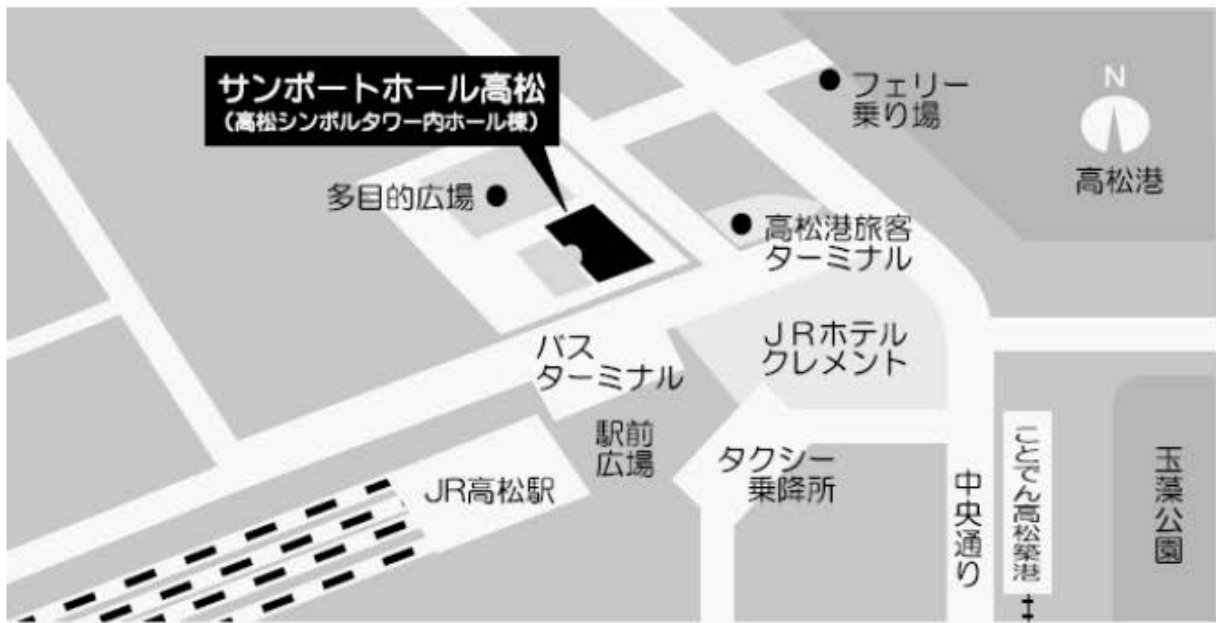 サンポートホール高松
(高松シンボルタワー内ホール棟)
フェリー
乗り場
N
高松港
多目的広場
高松港旅客
ターミナル
JRホテル
クレメント
バス
ターミナル
駅前
広場
タクシー
乗降所
JR高松駅
中央通り
ことでん高松築港
玉藻公園